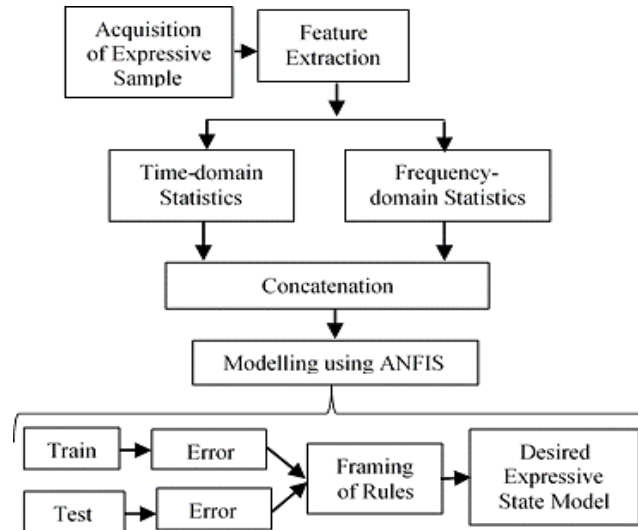 Acquisition
of Expressive
Sample
Feature
Extraction
Time-domain
Statistics
Frequency-
domain Statistics
Concatenation
Modelling using ANFIS
Train
Error
Test
Error
Framing
of Rules
Desired
Expressive
State Model